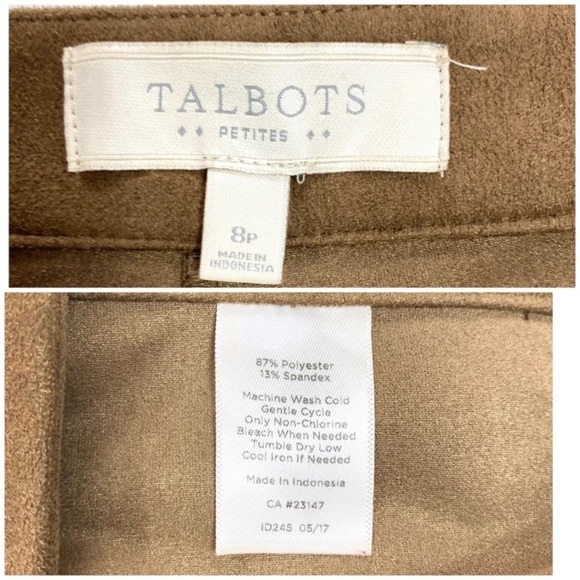 TALBOTS
PETITES
8P
MADE IN
INDONESIA
87% Polyester
13% Spandex
Machine Wash Cold
Gentle Cycle
Only Non-Chlorine
Bleach When Needed
Tumble Dry Low
Cool Iron If Needed
Made In Indonesia
CA #23147
ID245 05/17